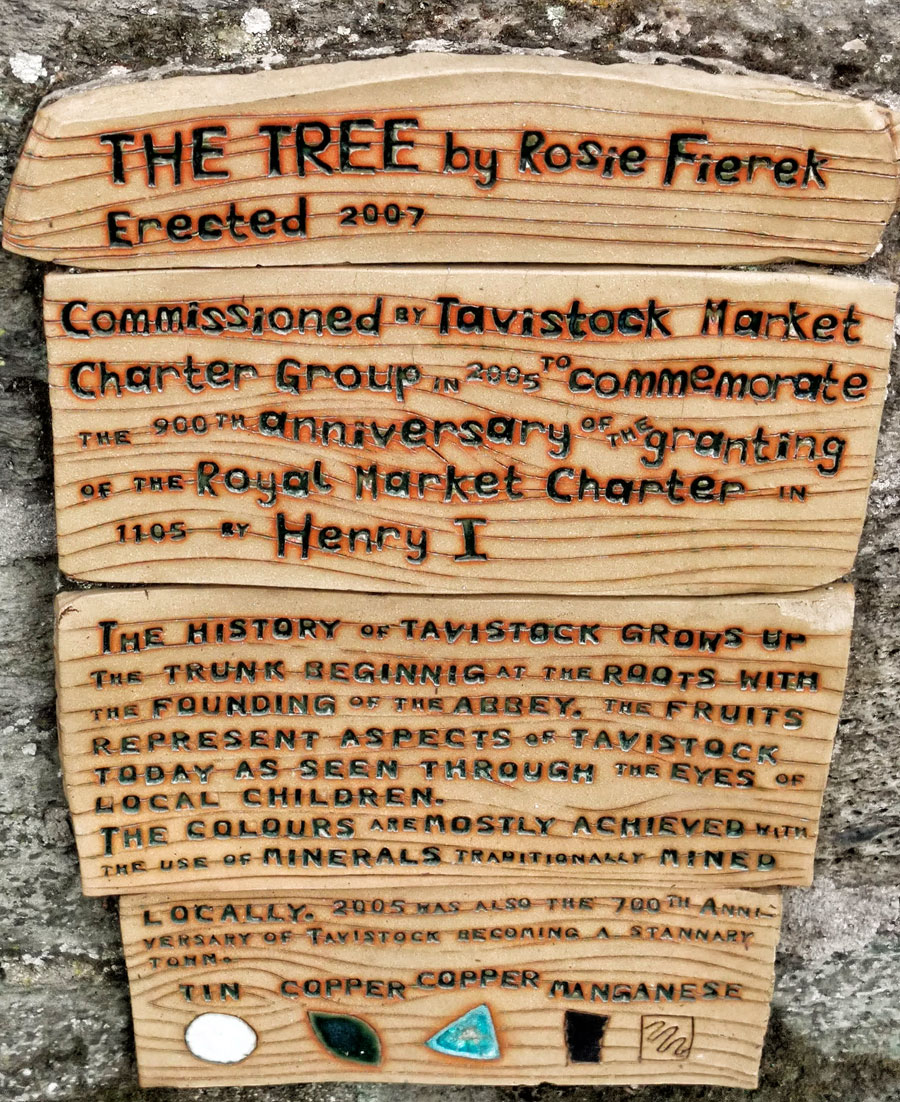 THE TREE by Rosie Fierek
Erected 2007
Commissioned BY Tavistock Market
Charter Group IN 2005 TO commemorate
THE 900TH anniversary OF THE granting
OF THE Royal Market Charter IN
1105 BY Henry I
THE HISTORY OF TAVISTOCK GROWS UP
THE TRUNK BEGINNIG AT THE ROOTS WITH
THE FOUNDING OF THE ABBEY. THE FRUITS
REPRESENT ASPECTS OF TAVISTOCK
TODAY AS SEEN THROUGH THE EYES OF
LOCAL CHILDREN.
THE COLOURS ARE MOSTLY ACHIEVED WITH
THE USE OF MINERALS TRADITIONALLY MINED
LOCALLY. 2005 WAS ALSO THE 700TH ANNI-
VERSARY OF TAVISTOCK BECOMING A STANNARY
TOWN.
TIN COPPER COPPER MANGANESE